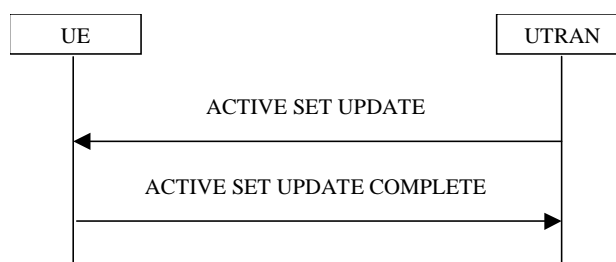 UE
UTRAN
ACTIVE SET UPDATE
ACTIVE SET UPDATE COMPLETE